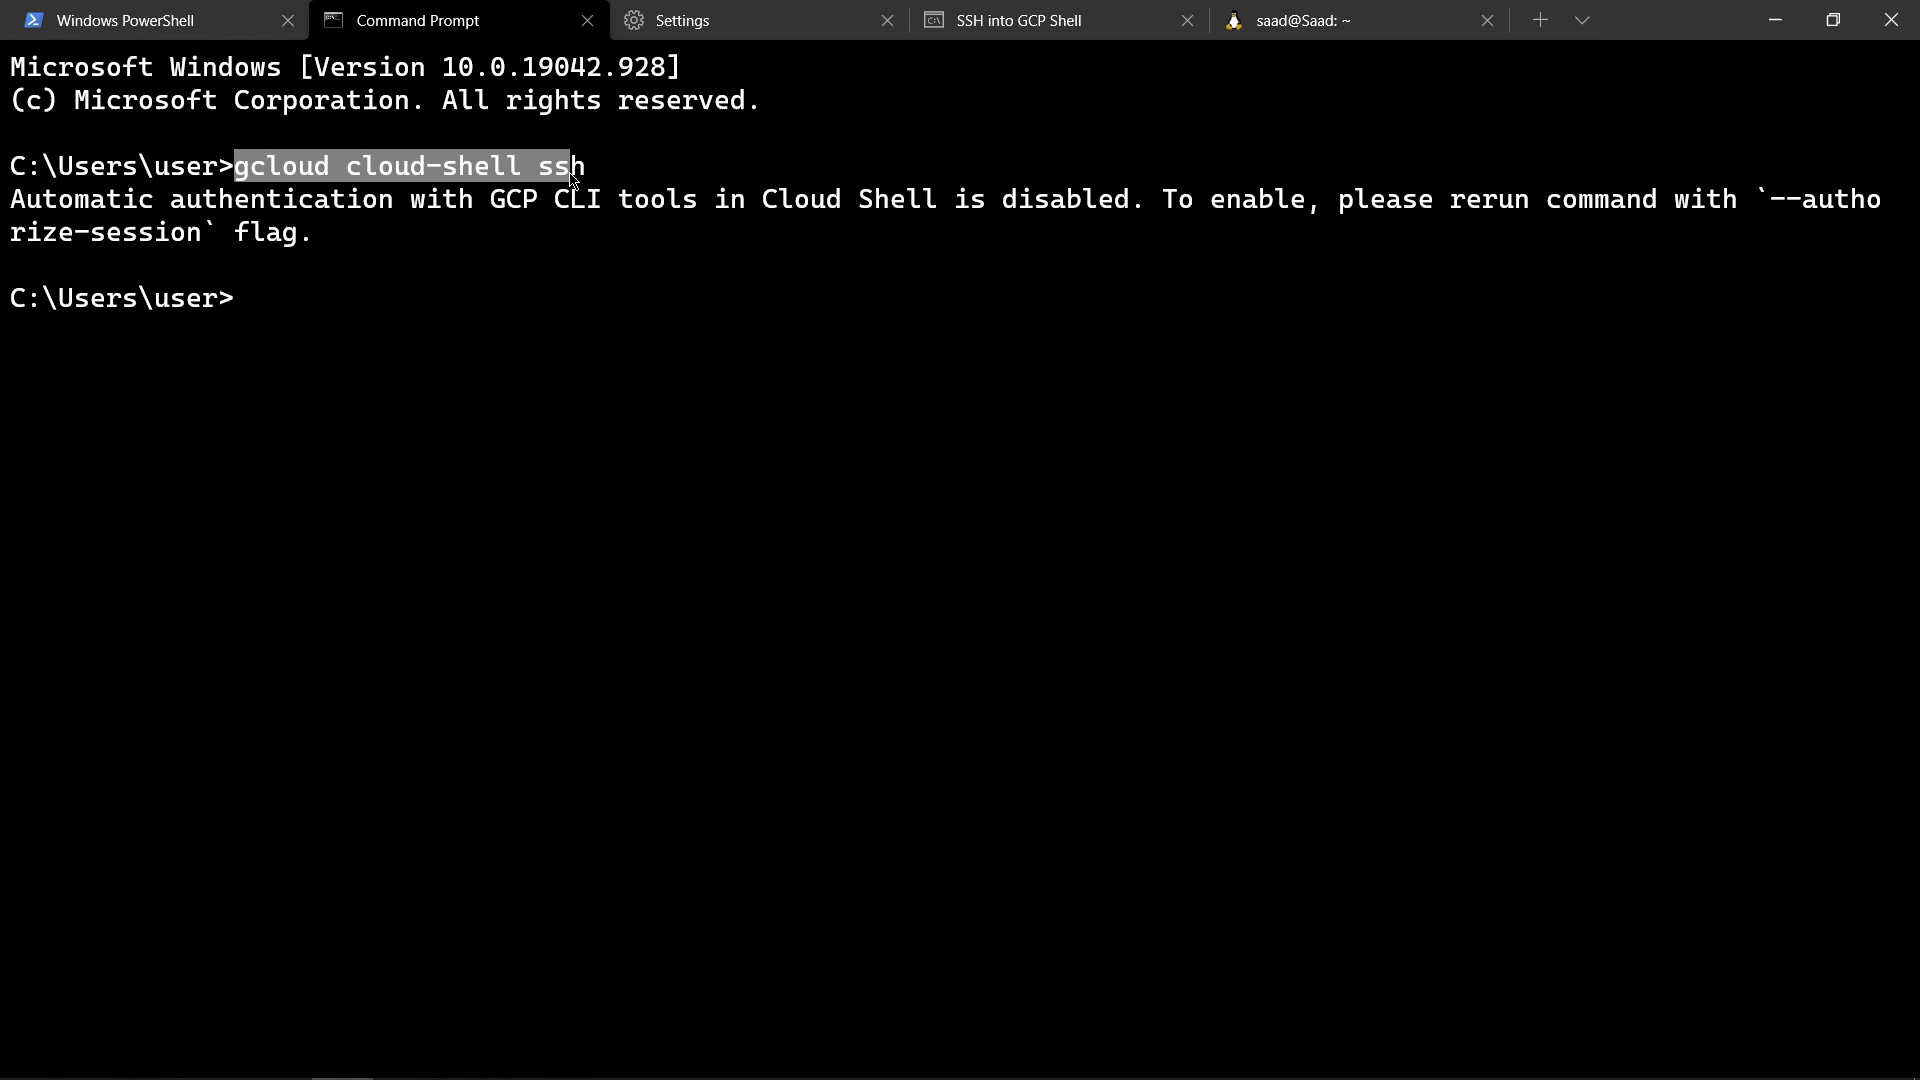 Windows PowerShell
Command Prompt
Settings
SSH into GCP Shell
saad@Saad: ~
Microsoft Windows [Version 10.0.19042.928]
(c) Microsoft Corporation. All rights reserved.
C:\Users\user>gcloud cloud-shell ssh
Automatic authentication with GCP CLI tools in Cloud Shell is disabled. To enable, please rerun command with `--autho
rize-session` flag.
C:\Users\user>